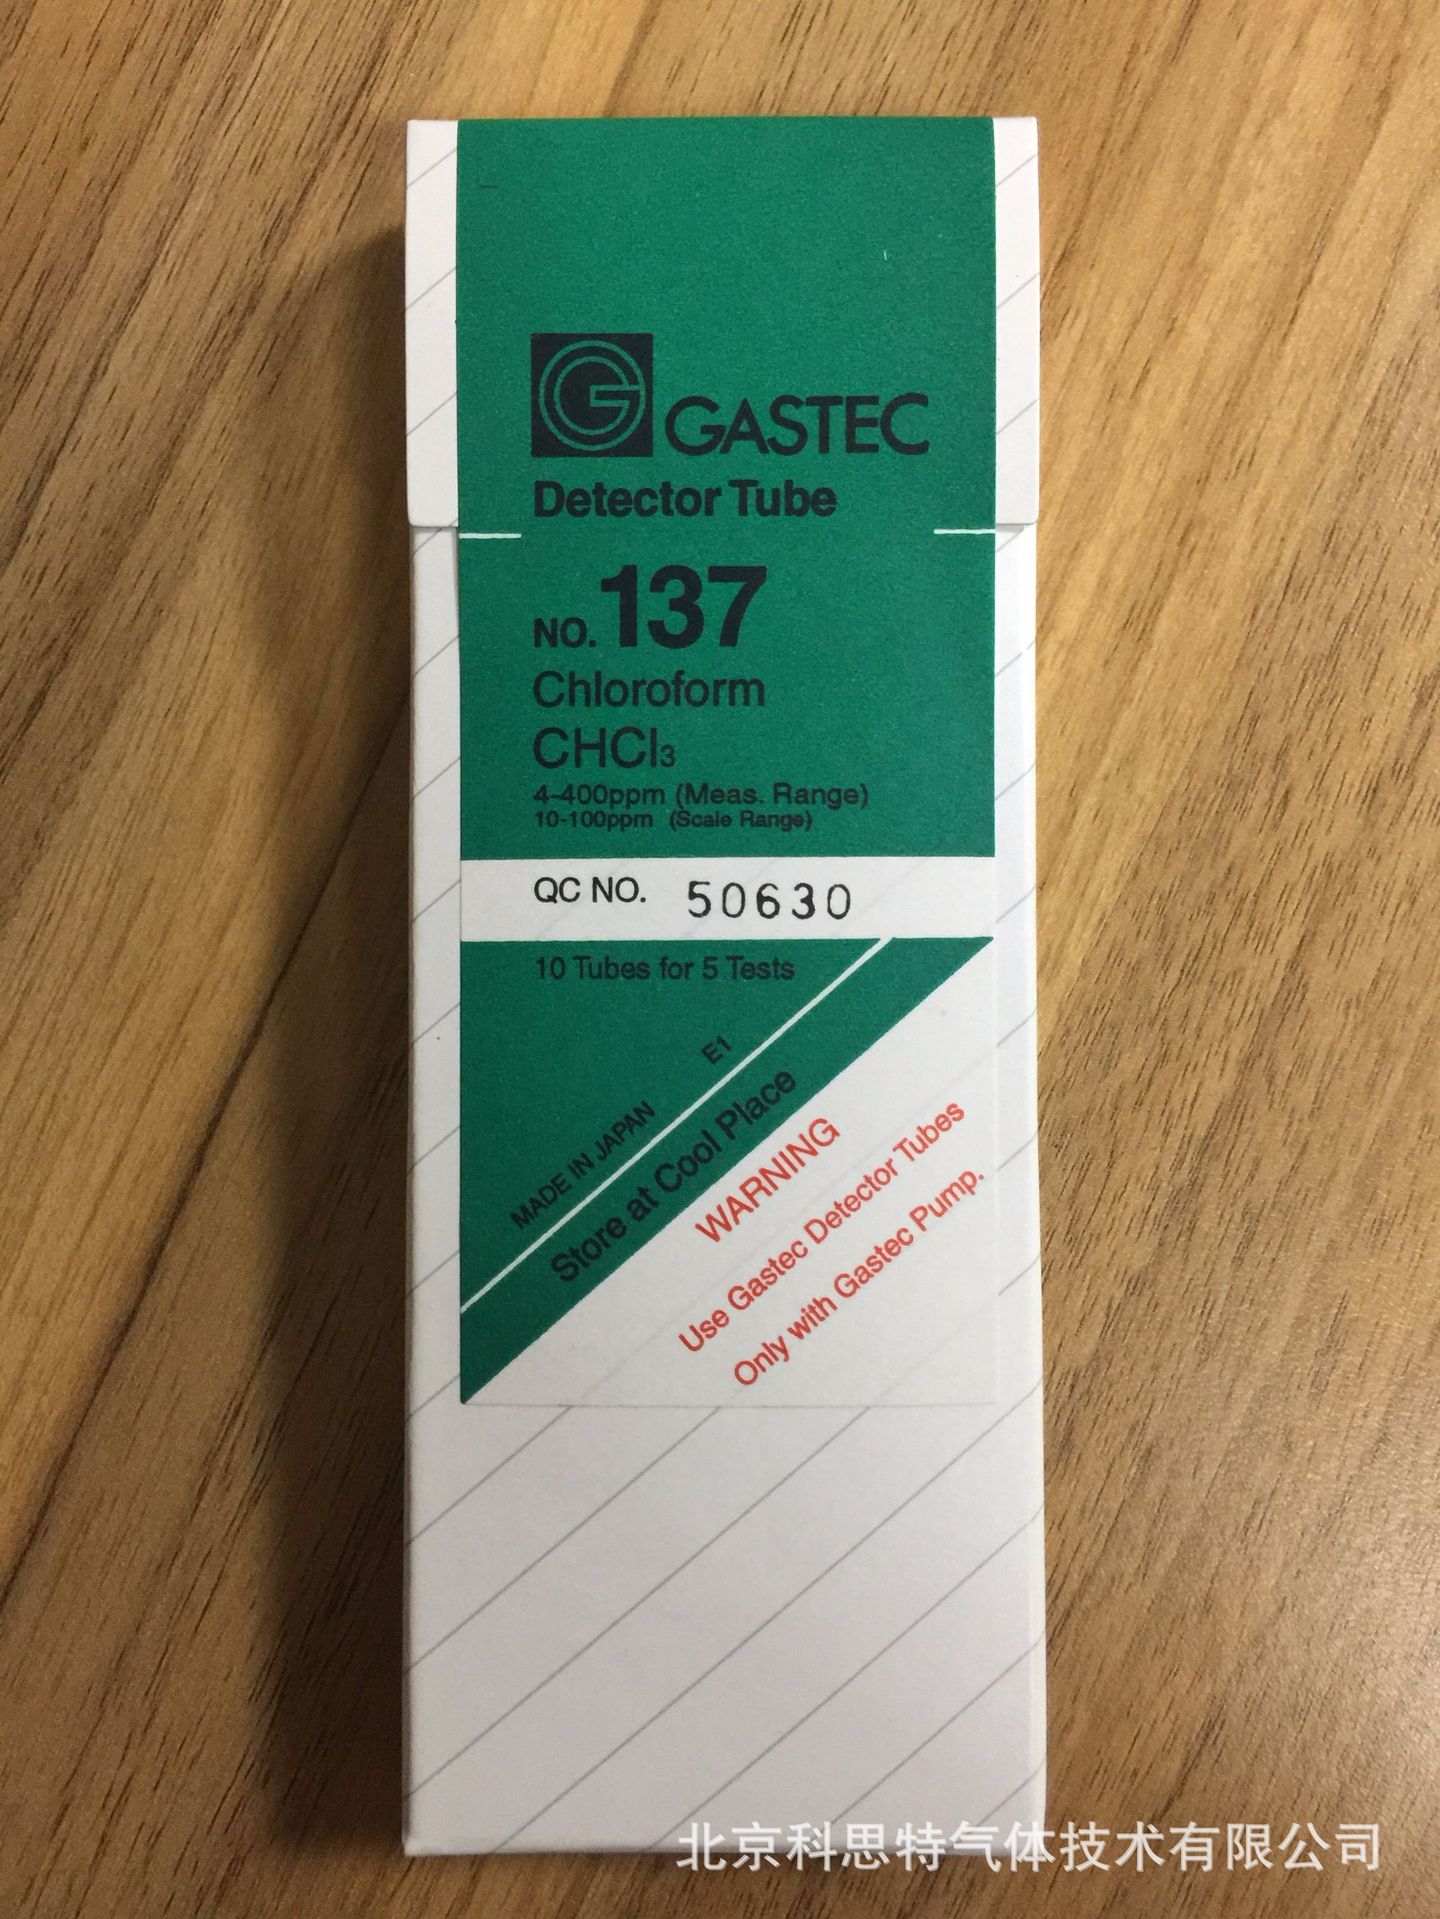 GASTEC
Detector Tube
NO. 137
Chloroform
CHCl₃
4-400ppm (Meas. Range)
10-100ppm (Scale Range)
QC NO. 50630
10 Tubes for 5 Tests
MADE IN JAPAN E1
Store at Cool Place
WARNING
Use Gastec Detector Tubes
Only with Gastec Pump.
北京科思特气体技术有限公司